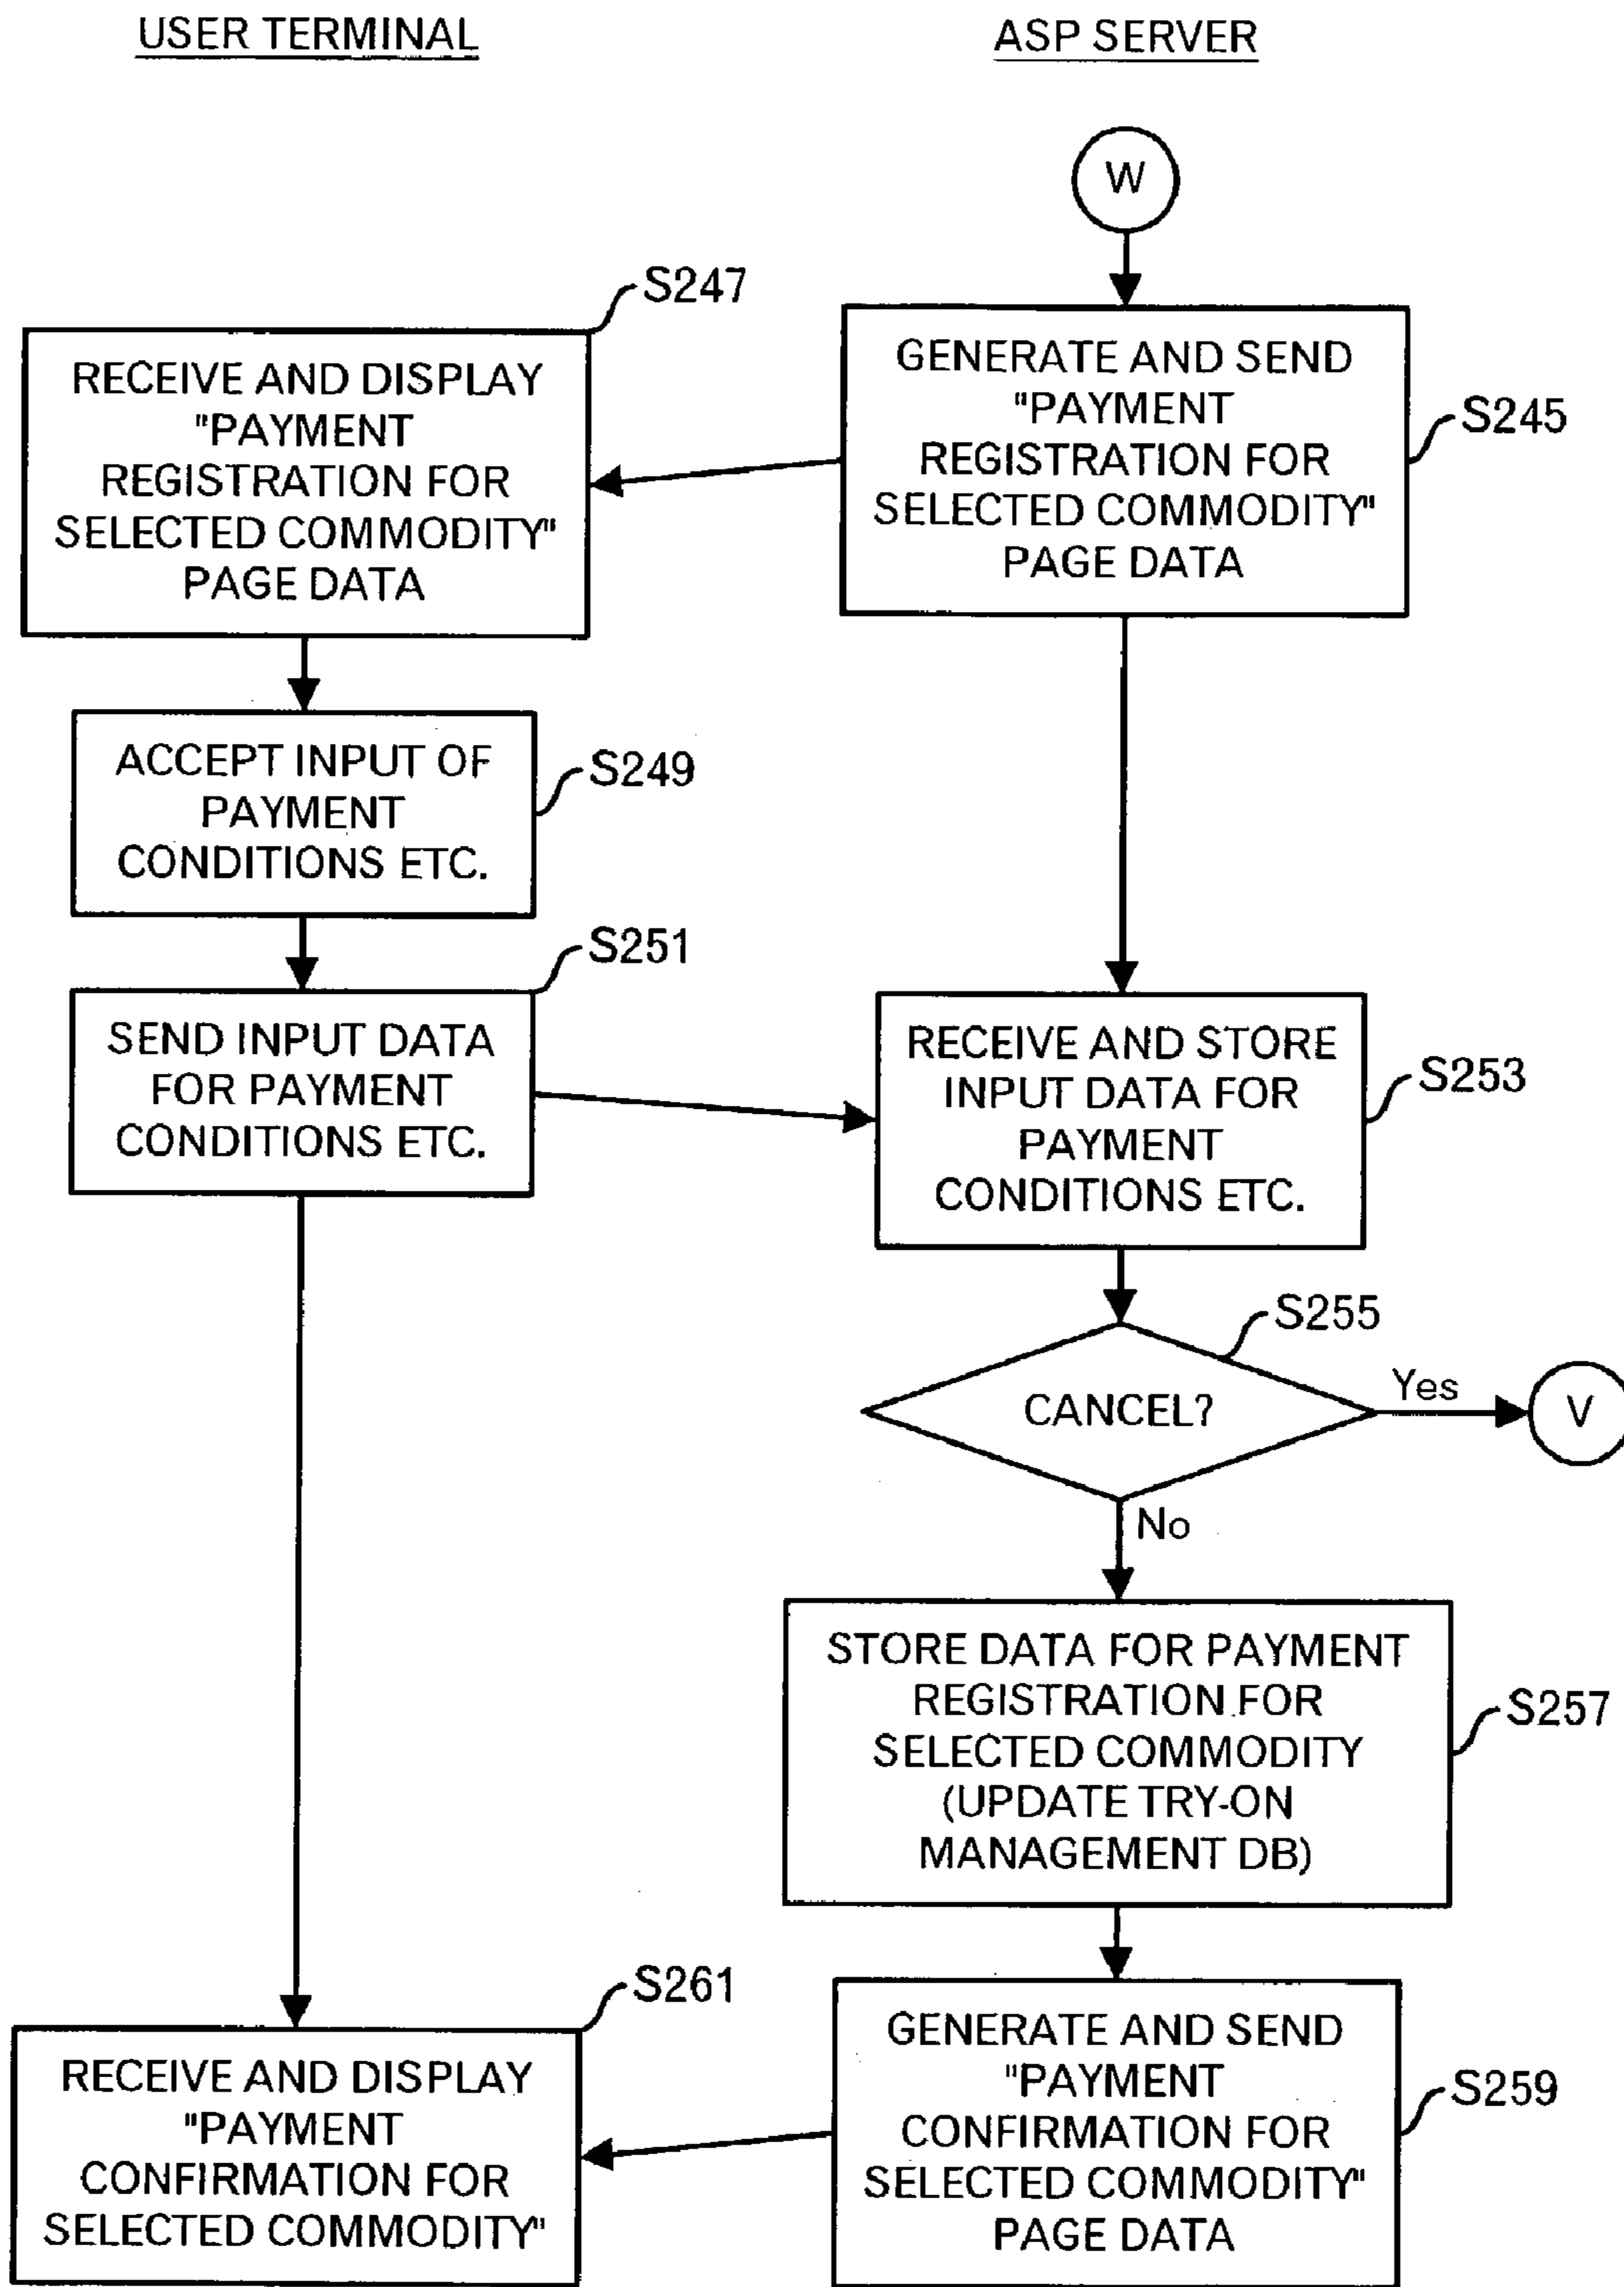 USER TERMINAL
ASP SERVER
W
S247
RECEIVE AND DISPLAY
"PAYMENT
REGISTRATION FOR
SELECTED COMMODITY"
PAGE DATA
GENERATE AND SEND
"PAYMENT
REGISTRATION FOR
SELECTED COMMODITY"
PAGE DATA
S245
ACCEPT INPUT OF
PAYMENT
CONDITIONS ETC.
S249
S251
SEND INPUT DATA
FOR PAYMENT
CONDITIONS ETC.
RECEIVE AND STORE
INPUT DATA FOR
PAYMENT
CONDITIONS ETC.
S253
S255
CANCEL?
Yes
V
No
STORE DATA FOR PAYMENT
REGISTRATION FOR
SELECTED COMMODITY
(UPDATE TRY-ON
MANAGEMENT DB)
S257
S261
RECEIVE AND DISPLAY
"PAYMENT
CONFIRMATION FOR
SELECTED COMMODITY"
GENERATE AND SEND
"PAYMENT
CONFIRMATION FOR
SELECTED COMMODITY"
PAGE DATA
S259